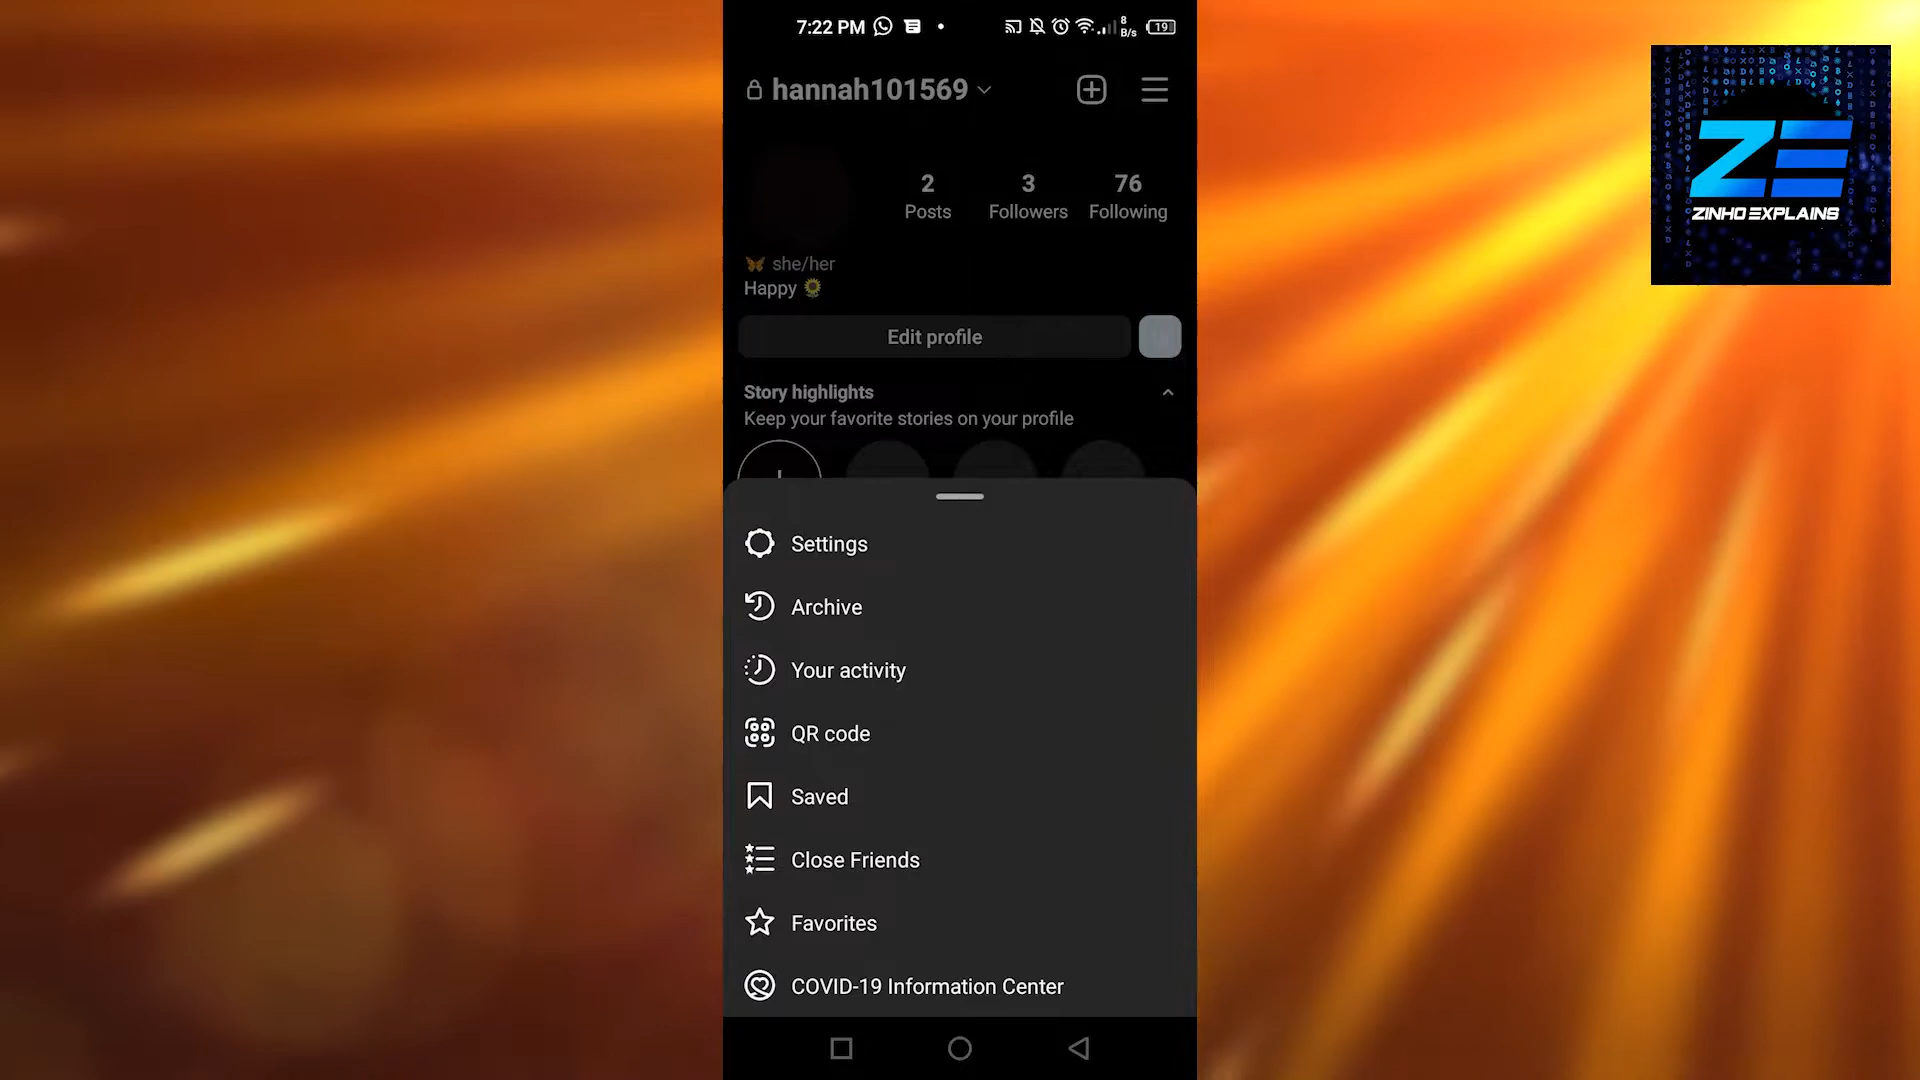 7:22 PM
8
B/s
19
hannah101569
2
3
76
Posts
Followers
Following
she/her
Happy
Edit profile
Story highlights
Keep your favorite stories on your profile
Settings
Archive
Your activity
QR code
Saved
Close Friends
Favorites
COVID-19 Information Center
ZE
ZINHO EXPLAINS